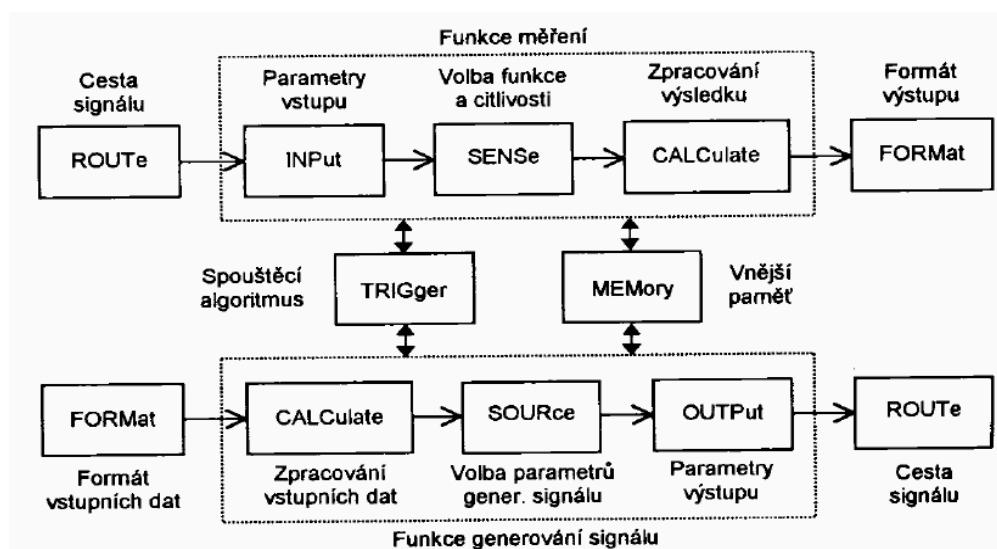 Funkce měření
Cesta
signálu
Parametry
vstupu
Volba funkce
a citlivosti
Zpracování
výsledku
Formát
výstupu
ROUTe
INPut
SENSe
CALCulate
FORMat
Spouštěcí
algoritmus
TRIGger
MEMory
Vnější
paměť
FORMat
CALCulate
SOURce
OUTPut
ROUTe
Formát
vstupních dat
Zpracování
vstupních dat
Volba parametrů
gener. signálu
Parametry
výstupu
Cesta
signálu
Funkce generování signálu